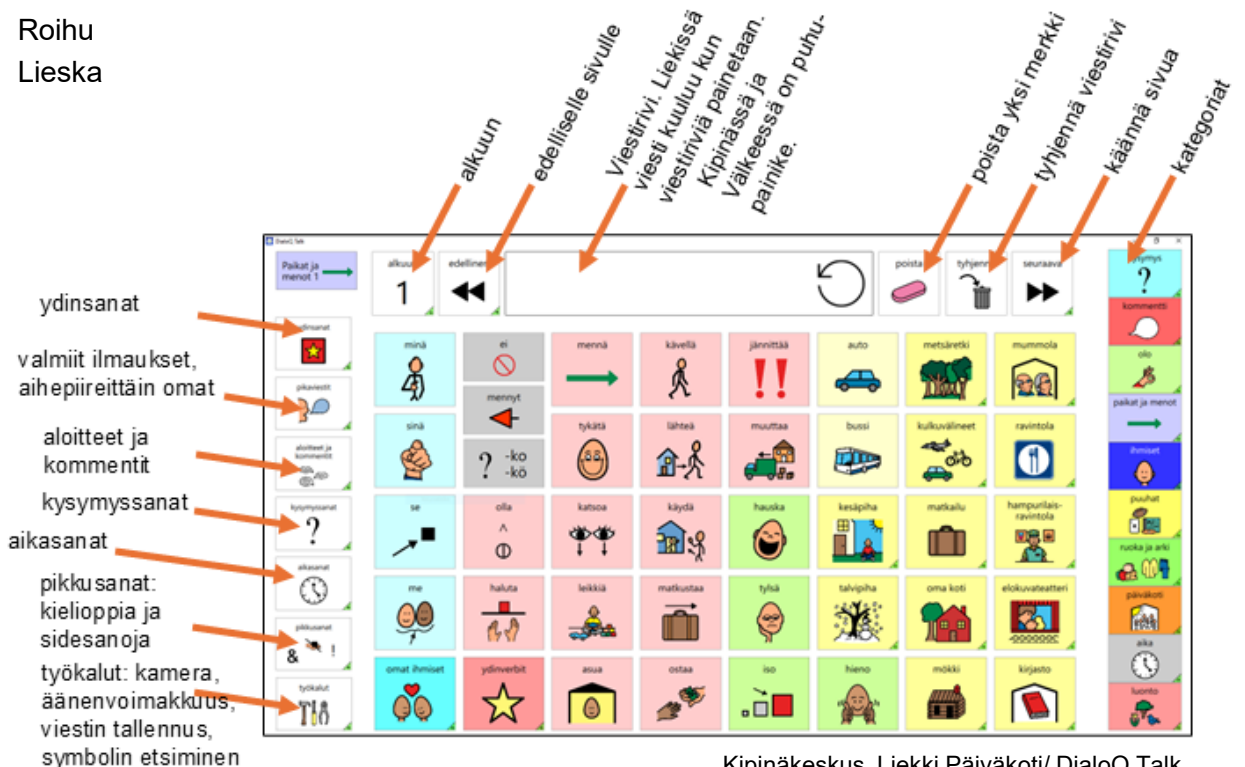 Roihu
Lieska
alkuun
edelliselle sivulle
Viestirivi. Liekissä
viesti kuuluu kun
viestiriviä painetaan.
Kipinässä ja
Välkeessä on puhu-
painike.
poista yksi merkki
tyhjennä viestirivi
käännä sivua
kategoriat
ydinsanat
valmiit ilmaukset,
aihepiireittäin omat
aloitteet ja
kommentit
kysymyssanat
aikasanat
pikkusanat:
kielioppia ja
sidesanoja
työkalut: kamera,
äänenvoimakkuus,
viestin tallennus,
symbolin etsiminen
Paikat ja
menot 1
alkuun
1
edellinen
poista
tyhjennä
seuraava
ydinsanat
pikaviestit
aloitteet ja
kommentit
kysymyssanat
?
aikasanat
pikkusanat
& !
työkalut
minä
ei
mennä
kävellä
jännittää
!!
auto
metsäretki
mummola
mennyt
sinä
? -ko
-kö
tykätä
lähteä
muuttaa
bussi
kulkuvälineet
ravintola
se
olla
katsoa
käydä
hauska
kesäpiha
matkailu
hampurilais-
ravintola
me
haluta
leikkiä
matkustaa
tylsä
talvipiha
oma koti
elokuvateatteri
omat ihmiset
ydinverbit
asua
ostaa
iso
hieno
mökki
kirjasto
kysymys
?
kommentti
olo
paikat ja menot
ihmiset
puuhat
ruoka ja arki
päiväkoti
aika
luonto
Kipinäkeskus, Liekki Päiväkoti/ DialoQ Talk